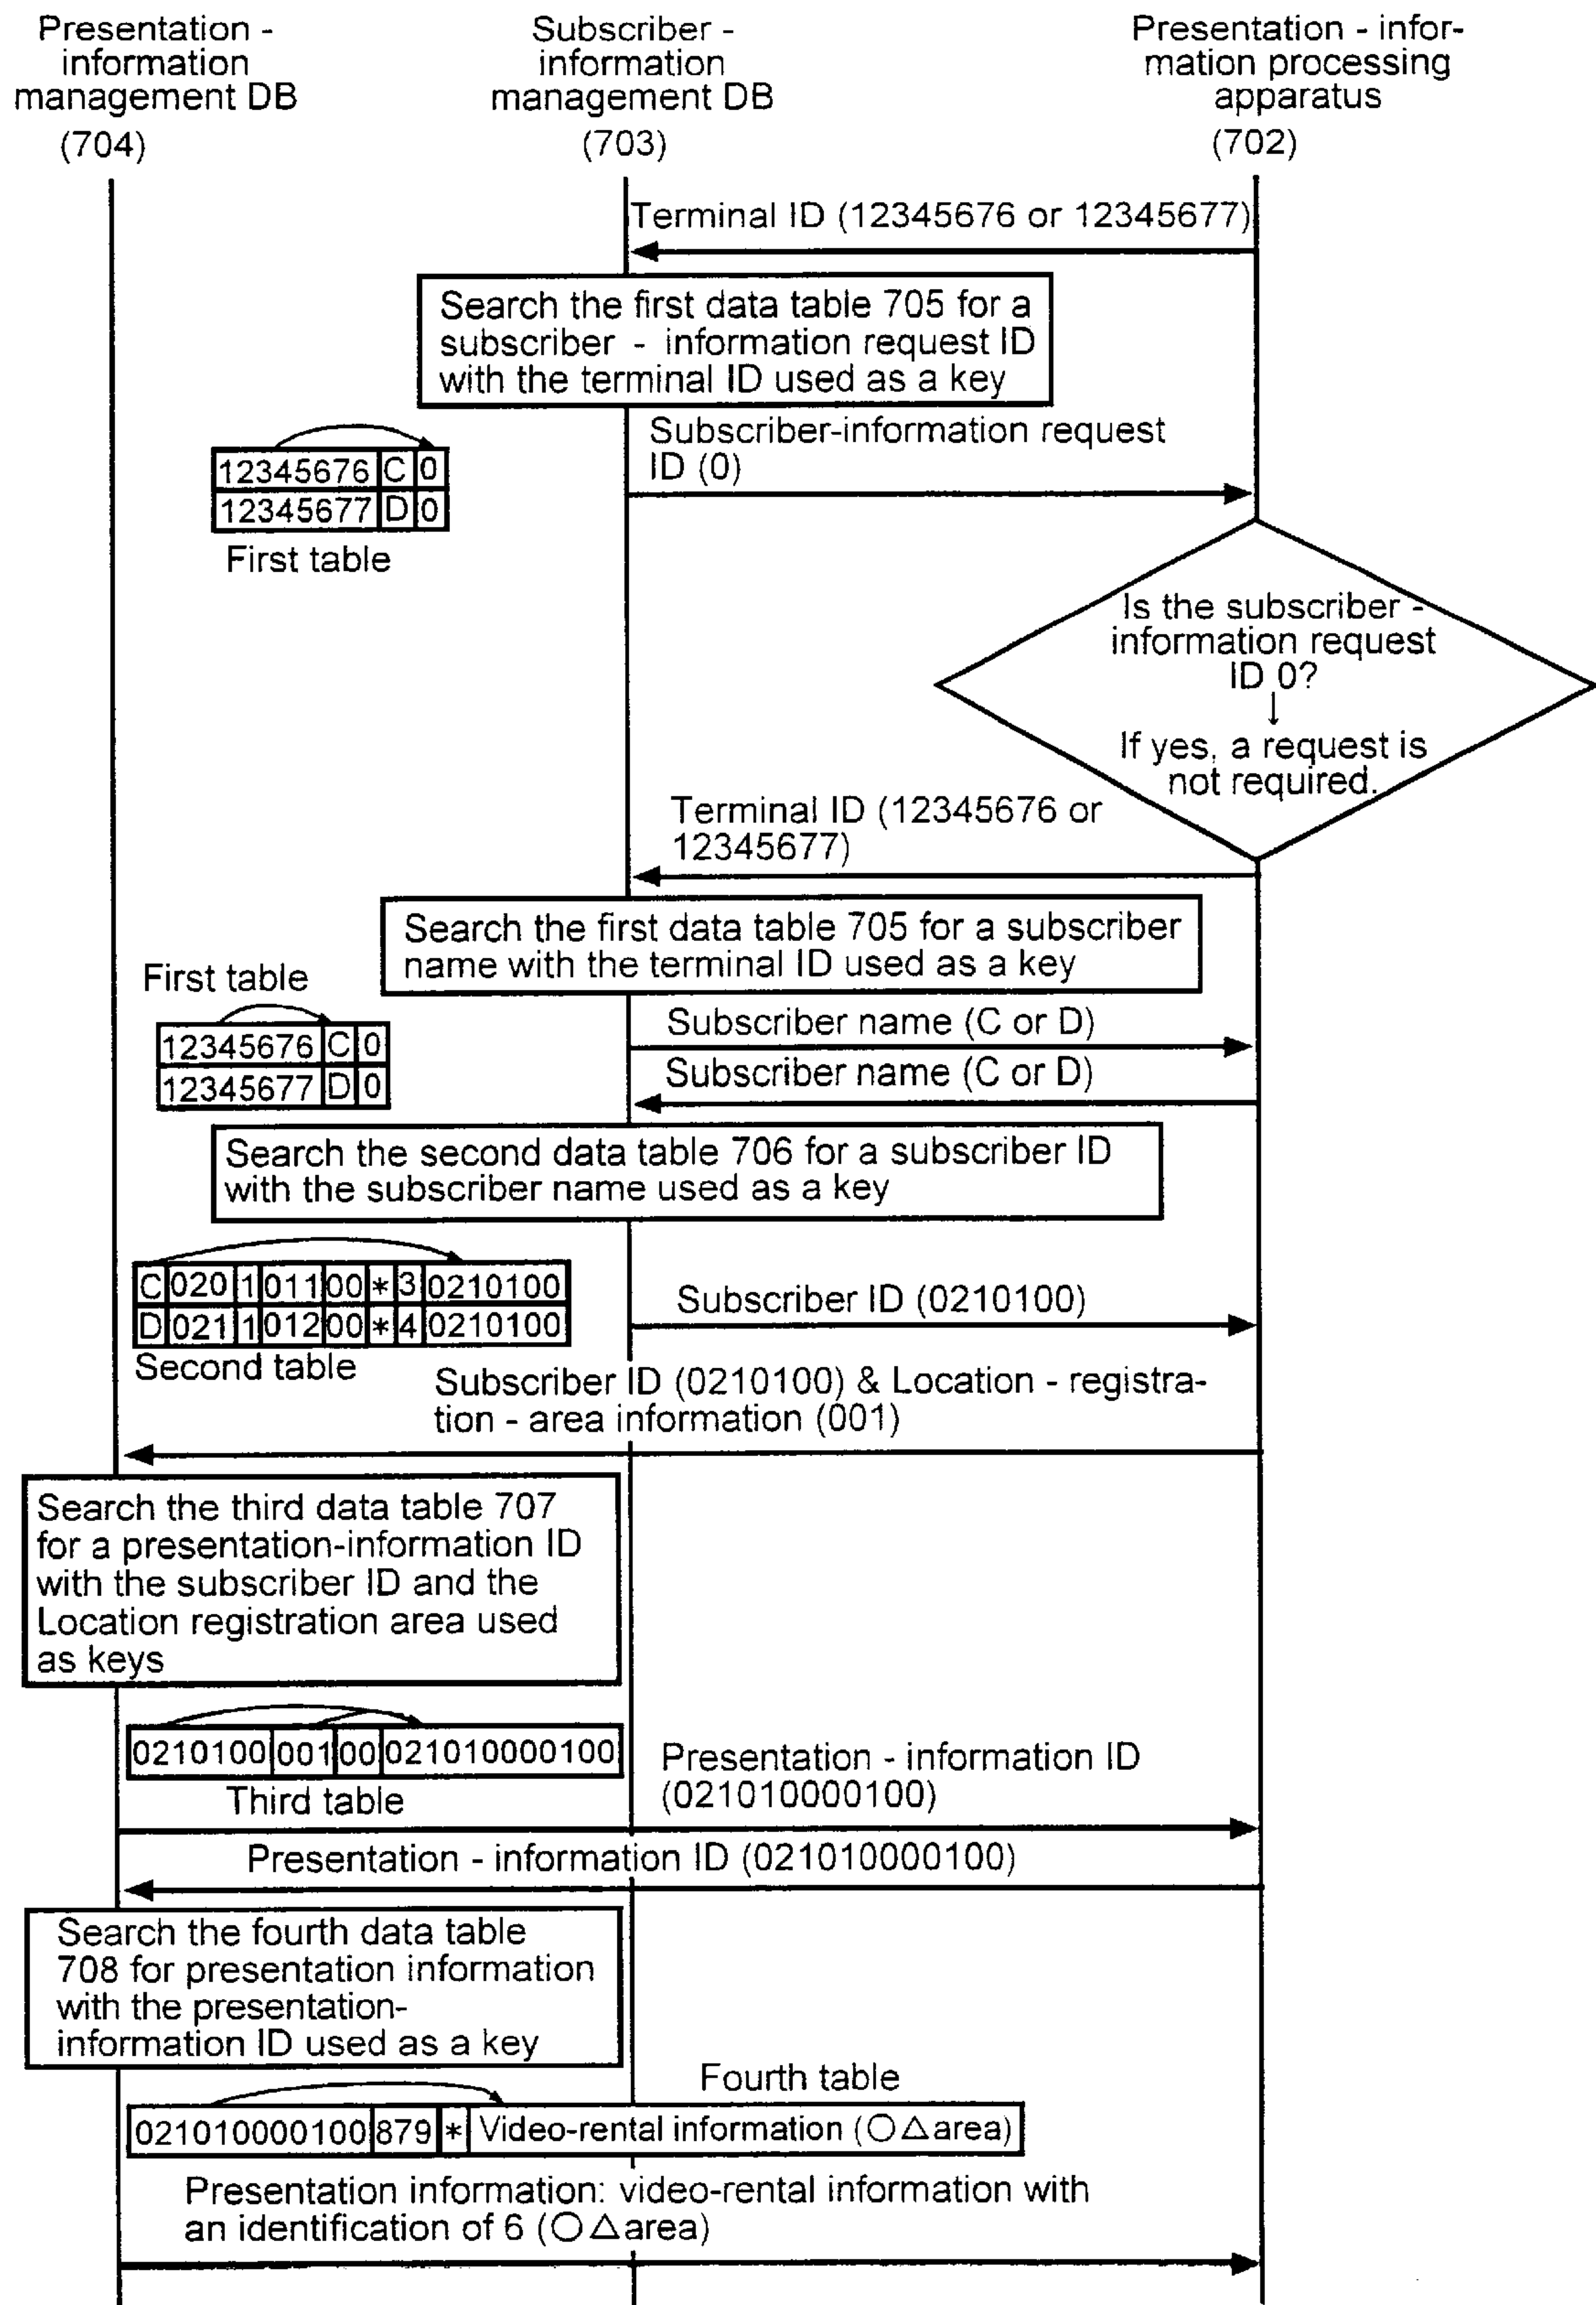 Presentation -
information
management DB
(704)
Subscriber -
information
management DB
(703)
Presentation - infor-
mation processing
apparatus
(702)
Terminal ID (12345676 or 12345677)
Search the first data table 705 for a
subscriber - information request ID
with the terminal ID used as a key
Subscriber-information request
ID (0)
12345676 C 0
12345677 D 0
First table
Is the subscriber -
information request
ID 0?
↓
If yes, a request is
not required.
Terminal ID (12345676 or
12345677)
Search the first data table 705 for a subscriber
name with the terminal ID used as a key
First table
12345676 C 0
12345677 D 0
Subscriber name (C or D)
Subscriber name (C or D)
Search the second data table 706 for a subscriber ID
with the subscriber name used as a key
C 020 1 011 00 * 3 0210100
D 021 1 012 00 * 4 0210100
Second table
Subscriber ID (0210100)
Subscriber ID (0210100) & Location - registra-
tion - area information (001)
Search the third data table 707
for a presentation-information ID
with the subscriber ID and the
Location registration area used
as keys
0210100 001 00 021010000100
Third table
Presentation - information ID
(021010000100)
Presentation - information ID (021010000100)
Search the fourth data table
708 for presentation information
with the presentation-
information ID used as a key
Fourth table
021010000100 879 * Video-rental information (○△area)
Presentation information: video-rental information with
an identification of 6 (○△area)